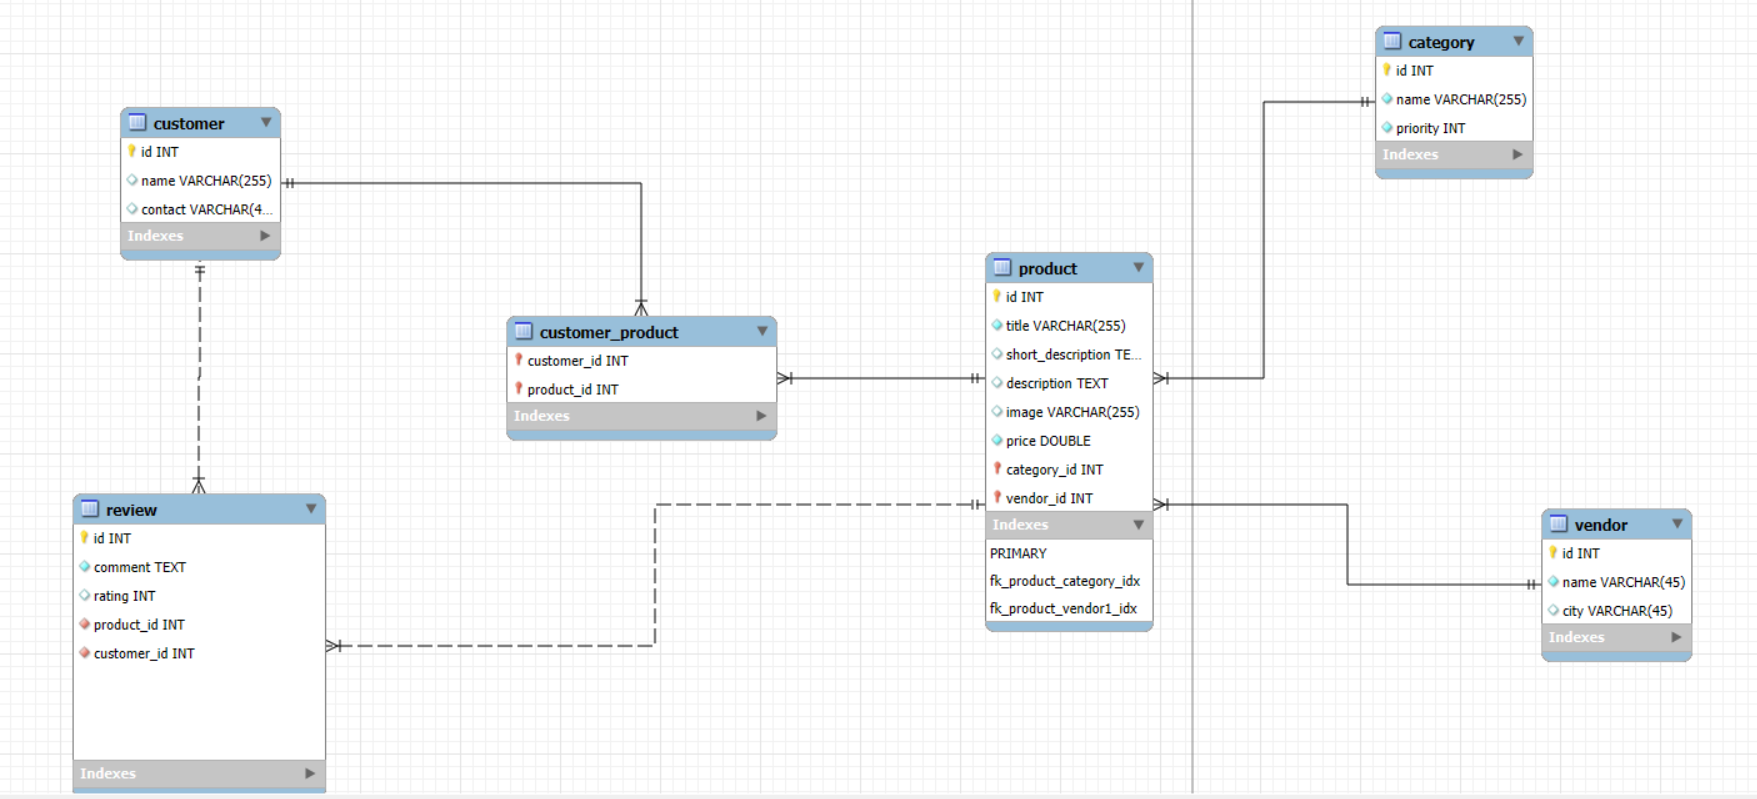 category
id INT
name VARCHAR(255)
priority INT
Indexes
customer
id INT
name VARCHAR(255)
contact VARCHAR(4...
Indexes
product
id INT
title VARCHAR(255)
short_description TE...
description TEXT
image VARCHAR(255)
price DOUBLE
category_id INT
vendor_id INT
Indexes
PRIMARY
fk_product_category_idx
fk_product_vendor1_idx
customer_product
customer_id INT
product_id INT
Indexes
review
id INT
comment TEXT
rating INT
product_id INT
customer_id INT
Indexes
vendor
id INT
name VARCHAR(45)
city VARCHAR(45)
Indexes